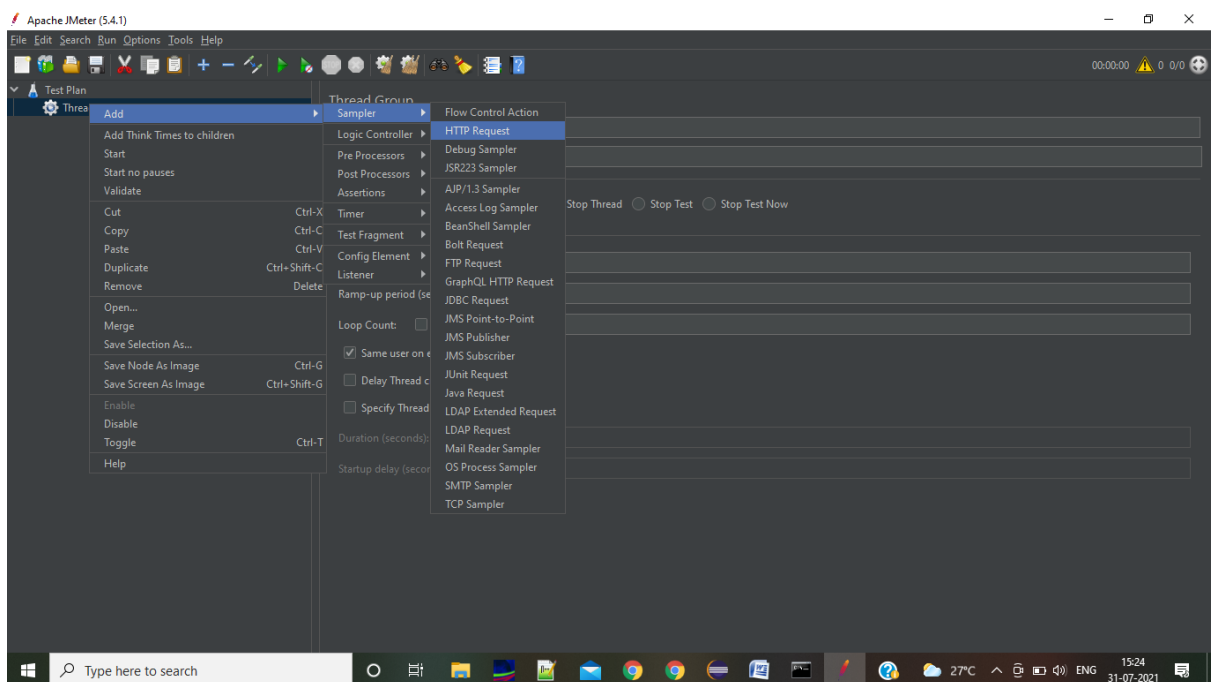 Apache JMeter (5.4.1)
File Edit Search Run Options Tools Help
00:00:00 0 0/0
Test Plan
Threa
Add
Add Think Times to children
Start
Start no pauses
Validate
Cut Ctrl-X
Copy Ctrl-C
Paste Ctrl-V
Duplicate Ctrl+Shift-C
Remove Delete
Open...
Merge
Save Selection As...
Save Node As Image Ctrl-G
Save Screen As Image Ctrl+Shift-G
Enable
Disable
Toggle Ctrl-T
Help
Thread Group
Sampler
Logic Controller
Pre Processors
Post Processors
Assertions
Timer
Test Fragment
Config Element
Listener
Ramp-up period (se
Loop Count:
Same user on e
Delay Thread c
Specify Thread
Duration (seconds):
Startup delay (secon
Flow Control Action
HTTP Request
Debug Sampler
JSR223 Sampler
AJP/1.3 Sampler
Access Log Sampler
BeanShell Sampler
Bolt Request
FTP Request
GraphQL HTTP Request
JDBC Request
JMS Point-to-Point
JMS Publisher
JMS Subscriber
JUnit Request
Java Request
LDAP Extended Request
LDAP Request
Mail Reader Sampler
OS Process Sampler
SMTP Sampler
TCP Sampler
Stop Thread Stop Test Stop Test Now
Type here to search
27°C ENG
15:24
31-07-2021